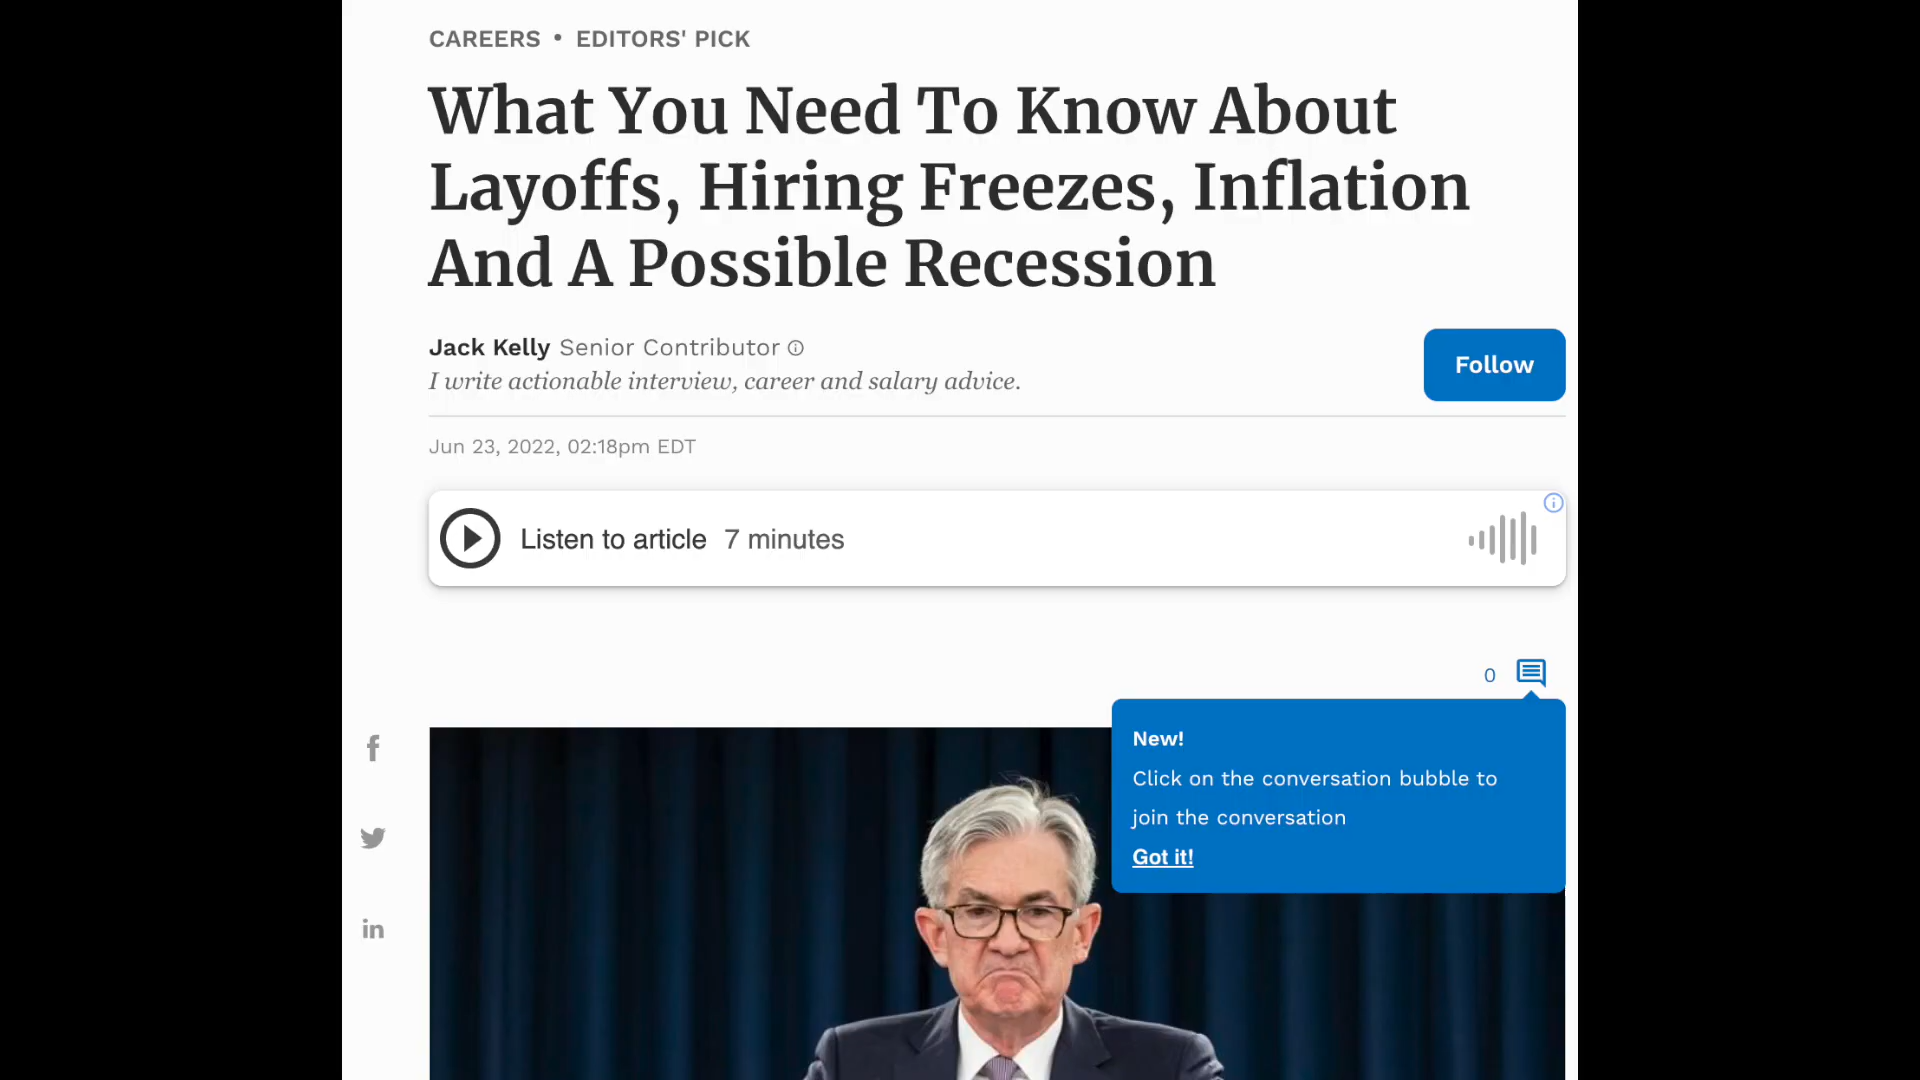 CAREERS • EDITORS' PICK
What You Need To Know About
Layoffs, Hiring Freezes, Inflation
And A Possible Recession
Jack Kelly Senior Contributor
I write actionable interview, career and salary advice.
Follow
Jun 23, 2022, 02:18pm EDT
Listen to article 7 minutes
0
New!
Click on the conversation bubble to
join the conversation
Got it!